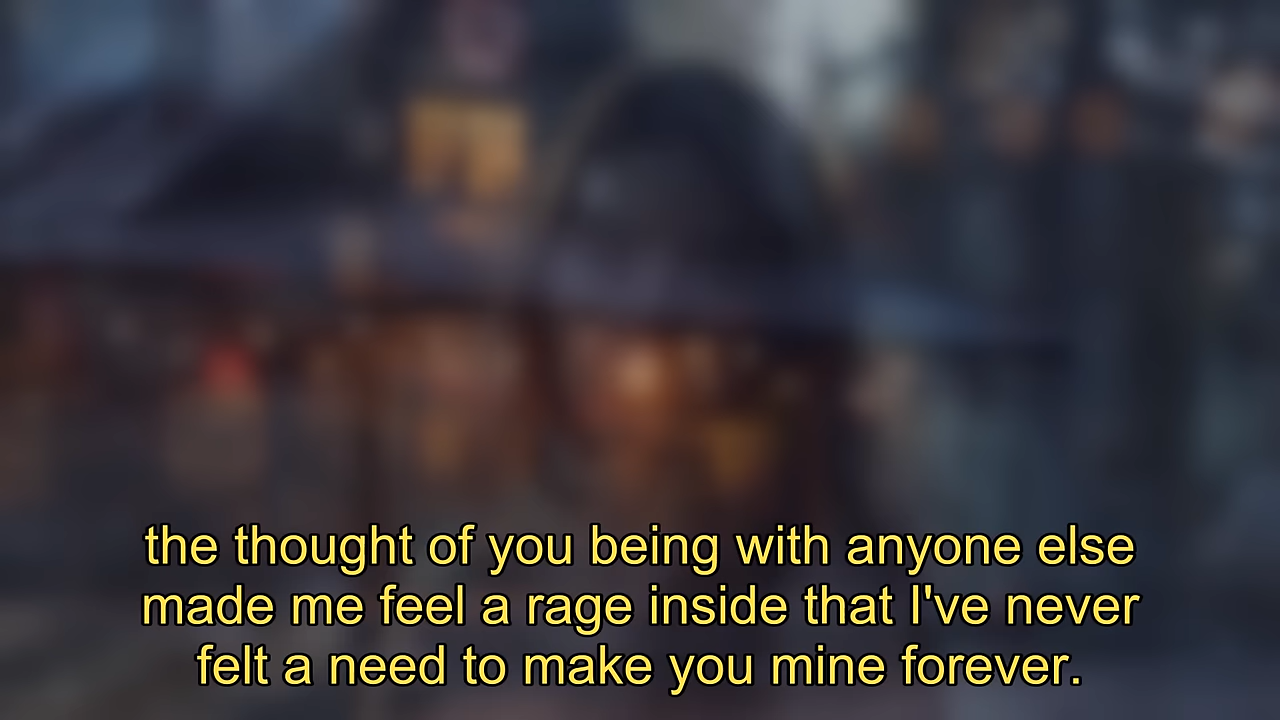 the thought of you being with anyone else
made me feel a rage inside that I've never
felt a need to make you mine forever.